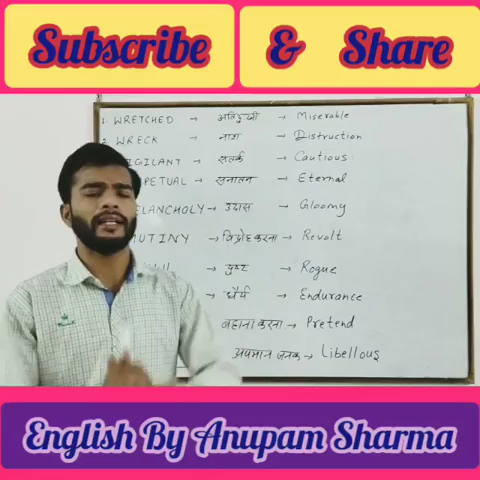 Subscribe & Share
1. WRETCHED → अतिदुःखी → Miserable
2. WRECK → नाश → Distruction
VIGILANT → सतर्क → Cautious
PETUAL → सनातन → Eternal
MELANCHOLY → उदास → Gloomy
MUTINY → विद्रोह करना → Revolt
→ दुष्ट → Rogue
→ धैर्य → Endurance
बहाना करना → Pretend
अपमान जनक → Libellous
English By Anupam Sharma